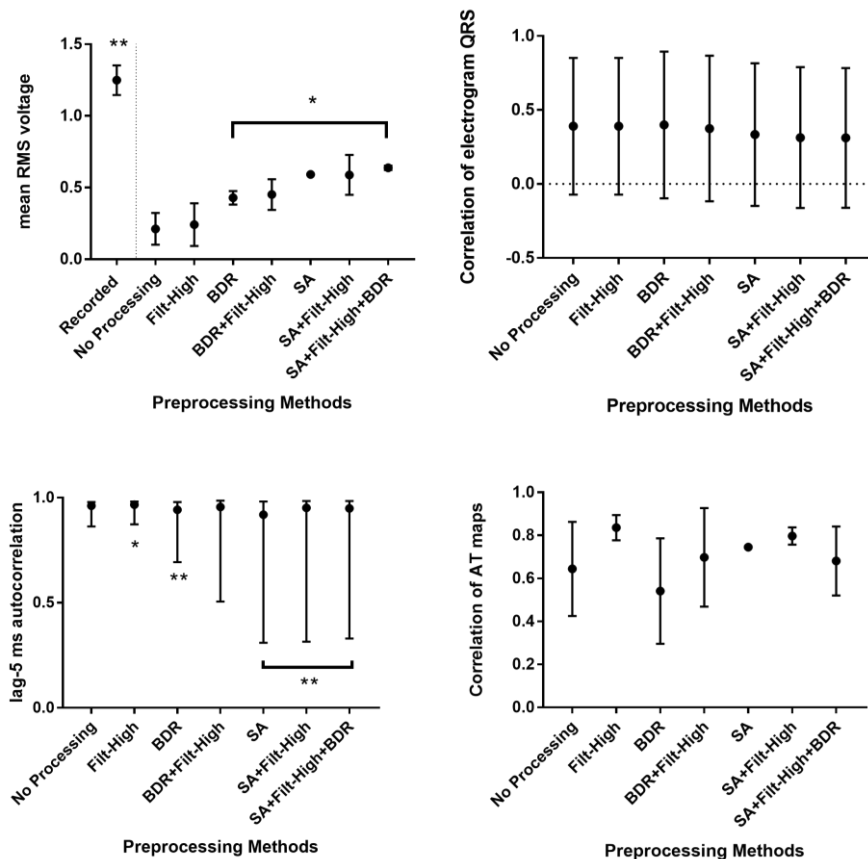 mean RMS voltage
1.5
1.0
0.5
0.0
**
*
Recorded
No Processing
Filt-High
BDR
BDR+Filt-High
SA
SA+Filt-High
SA+Filt-High+BDR
Preprocessing Methods
Correlation of electrogram QRS
1.0
0.5
0.0
-0.5
No Processing
Filt-High
BDR
BDR+Filt-High
SA
SA+Filt-High
SA+Filt-High+BDR
Preprocessing Methods
lag-5 ms autocorrelation
1.0
0.5
0.0
*
**
**
No Processing
Filt-High
BDR
BDR+Filt-High
SA
SA+Filt-High
SA+Filt-High+BDR
Preprocessing Methods
Correlation of AT maps
1.0
0.8
0.6
0.4
0.2
0.0
No Processing
Filt-High
BDR
BDR+Filt-High
SA
SA+Filt-High
SA+Filt-High+BDR
Preprocessing Methods